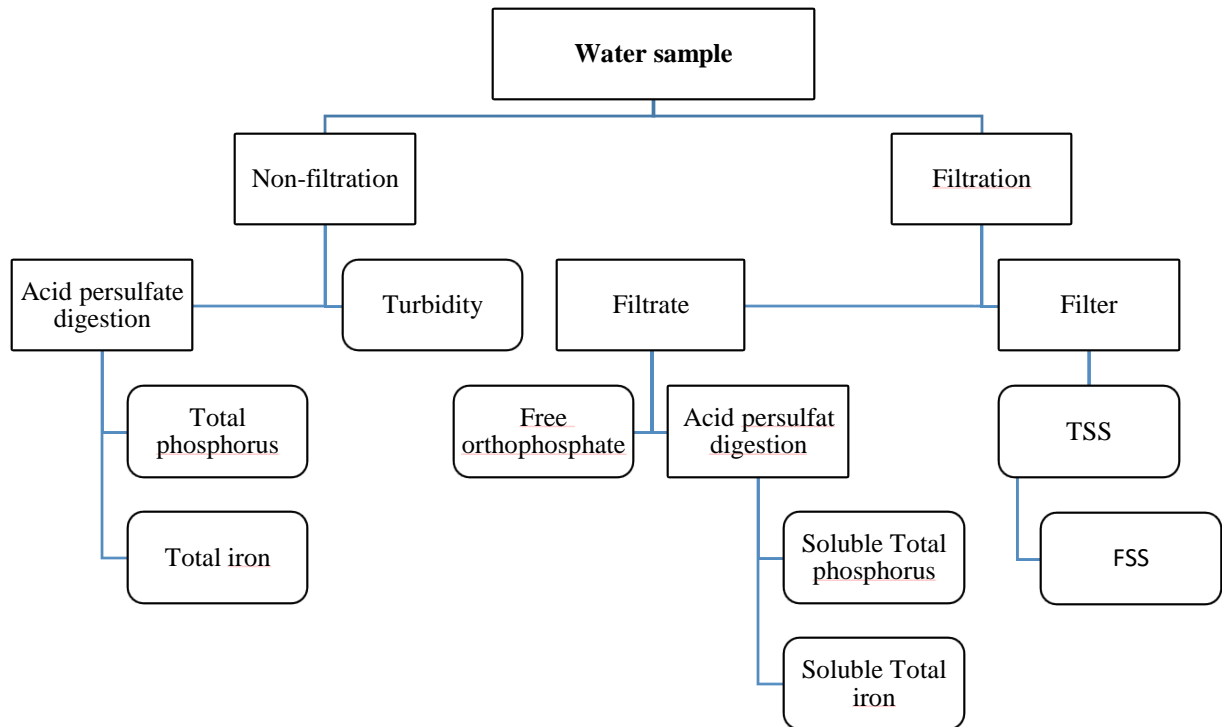 Water sample
Non-filtration
Filtration
Acid persulfate
digestion
Turbidity
Filtrate
Filter
Total
phosphorus
Free
orthophosphate
Acid persulfat
digestion
TSS
Total iron
Soluble Total
phosphorus
FSS
Soluble Total
iron